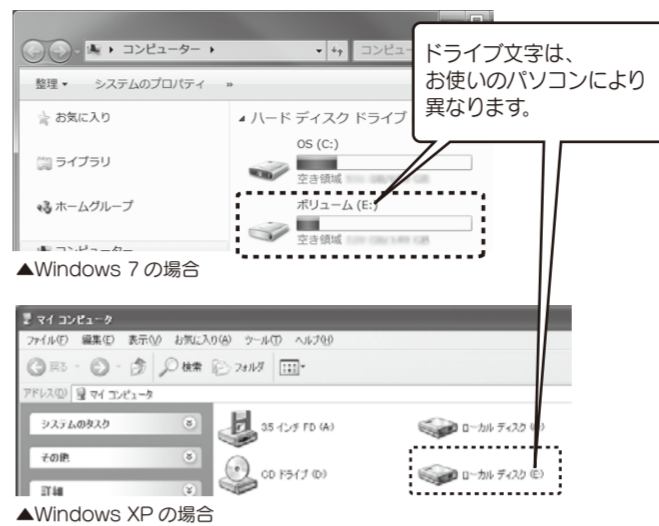 ドライブ文字は、
お使いのパソコンにより
異なります。
コンピューター
整理
システムのプロパティ
»
お気に入り
ハード ディスク ドライブ
OS (C:)
空き領域
ライブラリ
ホームグループ
ボリューム (E:)
空き領域
コンピューター
▲Windows 7 の場合
マイ コンピュータ
ファイル(F) 編集(E) 表示(V) お気に入り(A) ツール(T) ヘルプ(H)
戻る 検索 フォルダ
アドレス(D) マイ コンピュータ
システムのタスク
3.5 インチ FD (A)
ローカル ディスク
その他
CD ドライブ (D)
ローカル ディスク (E)
詳細
▲Windows XP の場合